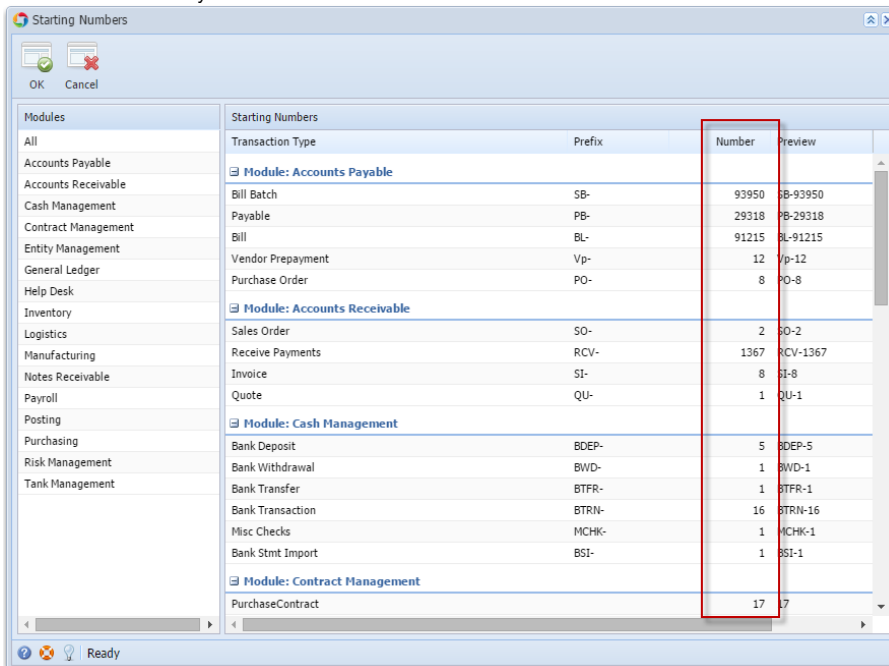 Starting Numbers
OK Cancel
Modules
All
Accounts Payable
Accounts Receivable
Cash Management
Contract Management
Entity Management
General Ledger
Help Desk
Inventory
Logistics
Manufacturing
Notes Receivable
Payroll
Posting
Purchasing
Risk Management
Tank Management
Starting Numbers
Transaction Type Prefix Number Preview
Module: Accounts Payable
Bill Batch SB- 93950 SB-93950
Payable PB- 29318 PB-29318
Bill BL- 91215 BL-91215
Vendor Prepayment Vp- 12 Vp-12
Purchase Order PO- 8 PO-8
Module: Accounts Receivable
Sales Order SO- 2 SO-2
Receive Payments RCV- 1367 RCV-1367
Invoice SI- 8 SI-8
Quote QU- 1 QU-1
Module: Cash Management
Bank Deposit BDEP- 5 BDEP-5
Bank Withdrawal BWD- 1 BWD-1
Bank Transfer BTFR- 1 BTFR-1
Bank Transaction BTRN- 16 BTRN-16
Misc Checks MCHK- 1 MCHK-1
Bank Stmt Import BSI- 1 BSI-1
Module: Contract Management
PurchaseContract 17 17
Ready